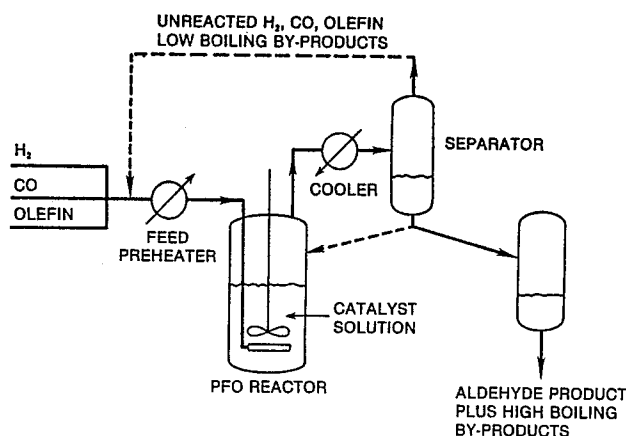 UNREACTED H₂, CO, OLEFIN
LOW BOILING BY-PRODUCTS
SEPARATOR
H₂
CO
OLEFIN
COOLER
FEED
PREHEATER
CATALYST
SOLUTION
PFO REACTOR
ALDEHYDE PRODUCT
PLUS HIGH BOILING
BY-PRODUCTS